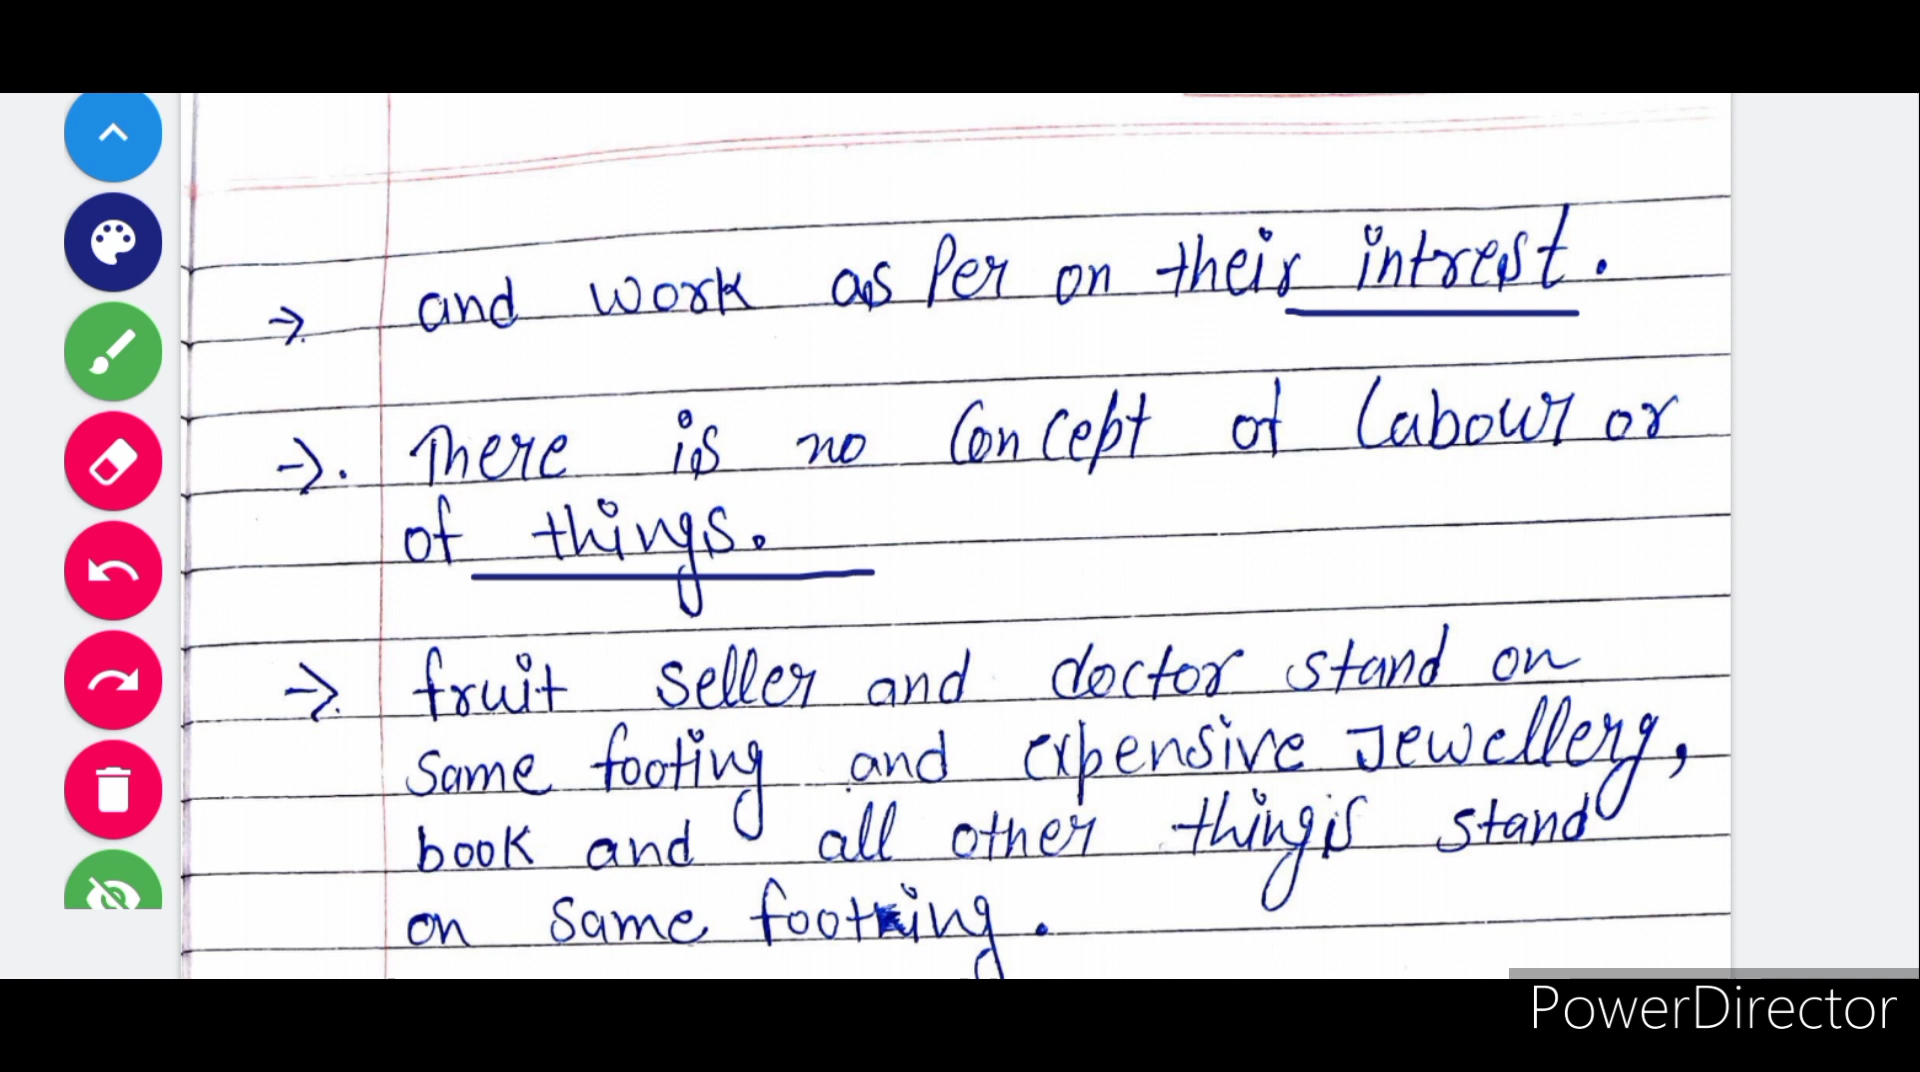 → and work as Per on their intrest.
→. There is no Concept of labour or
of things.
→ fruit seller and doctor stand on
same footing and expensive Jewellery,
book and all other things stand
on same footing.
PowerDirector